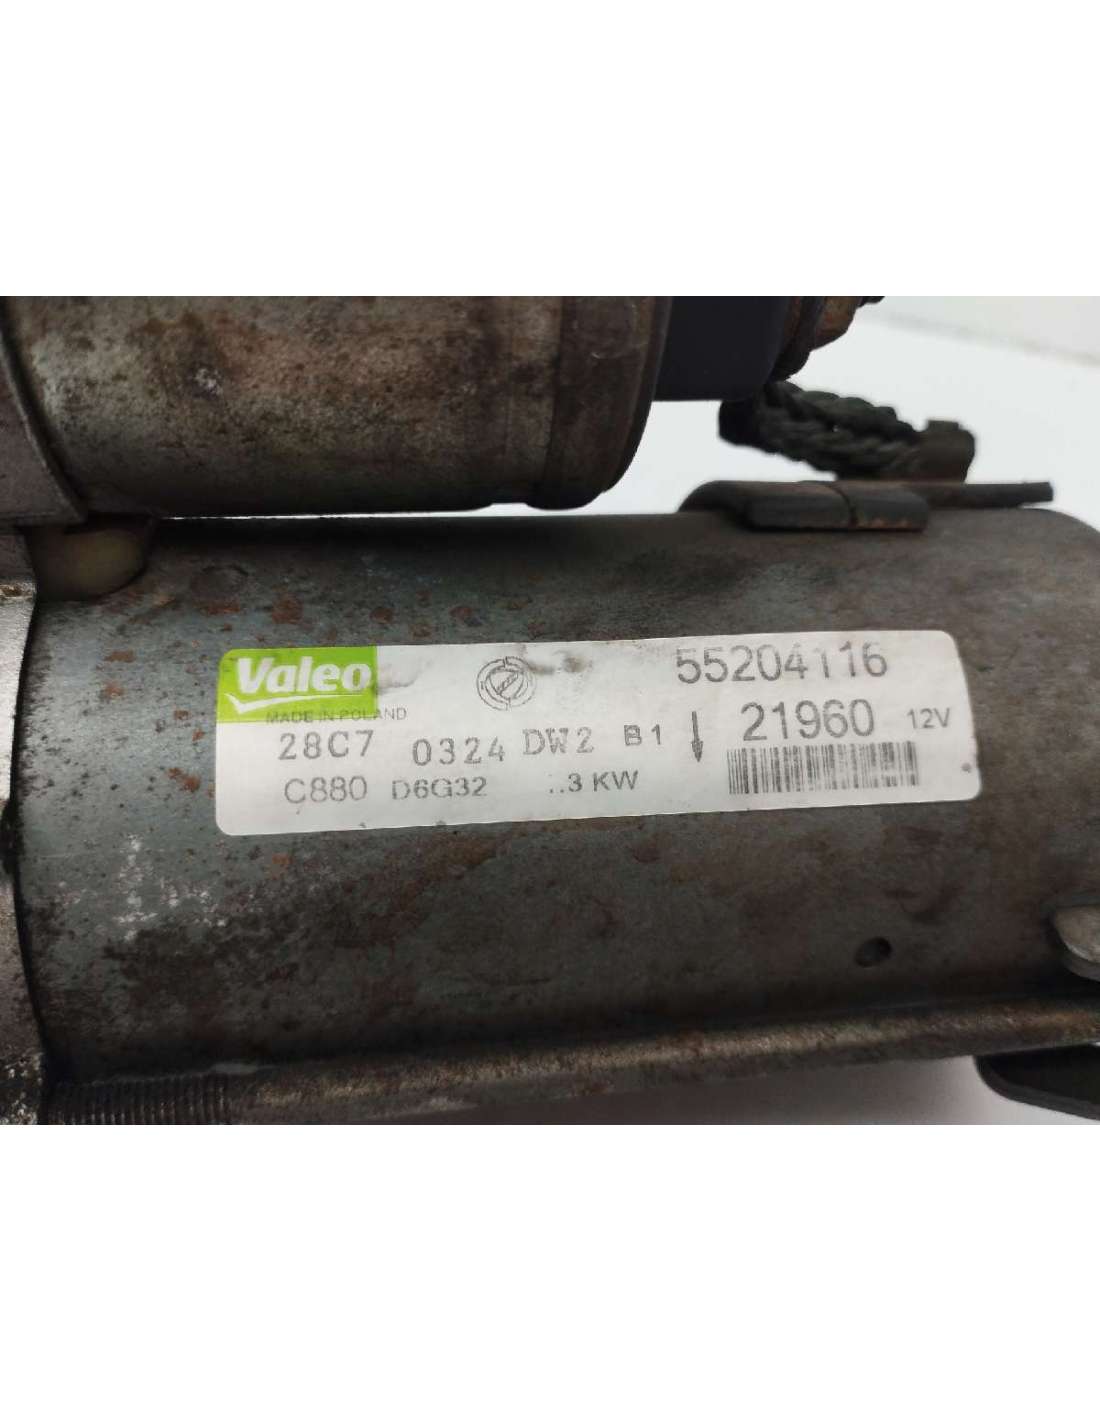 Valeo
55204116
MADE IN POLAND
28C7 0324 DW2 B1 21960 12V
C880 D6G32 .3 KW